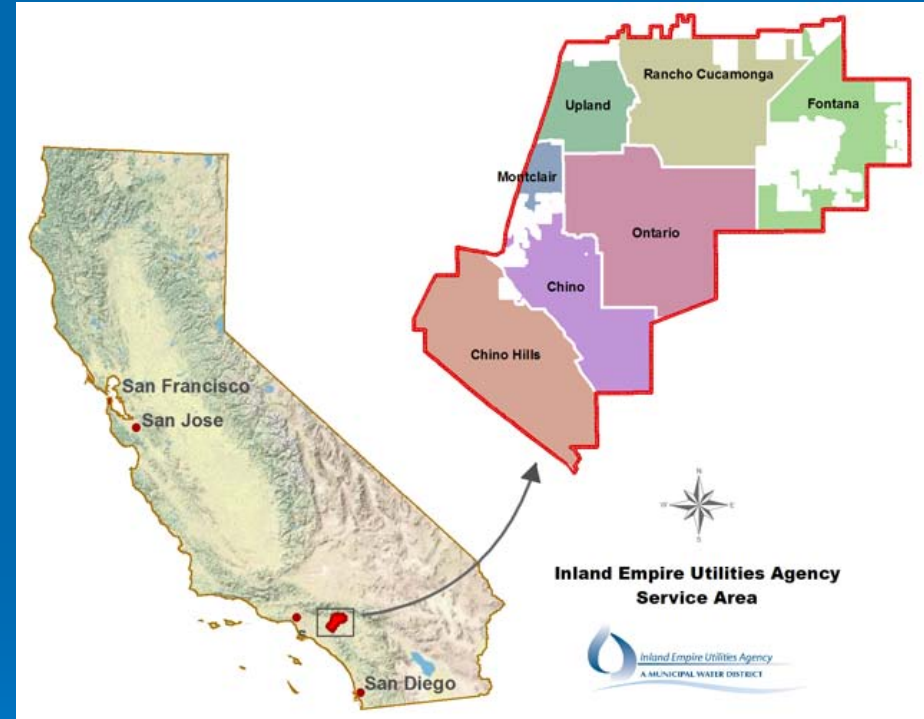 Rancho Cucamonga
Upland
Fontana
Montclair
Ontario
Chino
Chino Hills
San Francisco
San Jose
San Diego
N
W
E
S
Inland Empire Utilities Agency
Service Area
Inland Empire Utilities Agency
A MUNICIPAL WATER DISTRICT